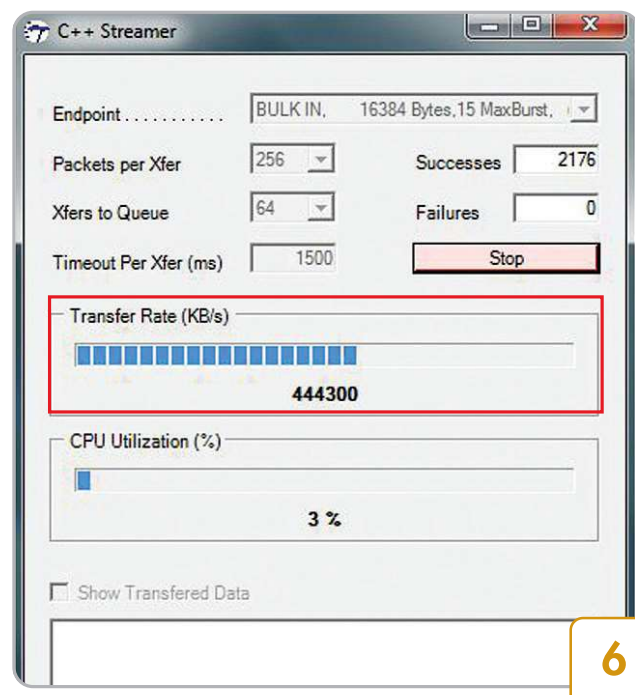 C++ Streamer
Endpoint........... BULK IN, 16384 Bytes,15 MaxBurst,
Packets per Xfer 256 Successes 2176
Xfers to Queue 64 Failures 0
Timeout Per Xfer (ms) 1500 Stop
Transfer Rate (KB/s)
444300
CPU Utilization (%)
3 %
Show Transfered Data
6